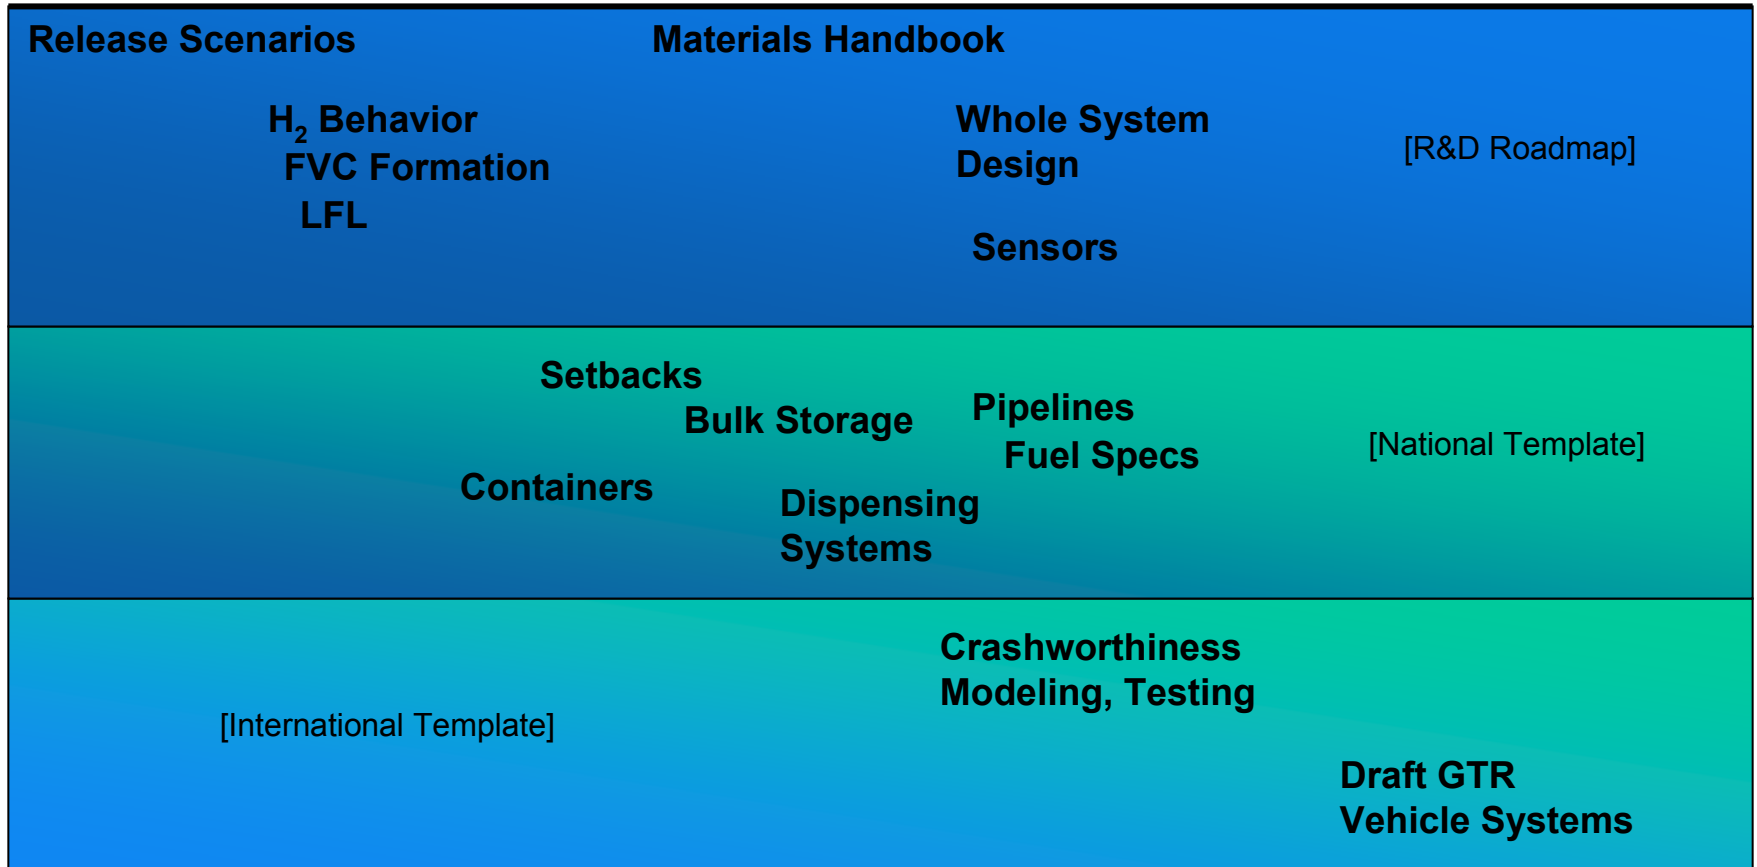 Release Scenarios
Materials Handbook
H₂ Behavior
FVC Formation
LFL
Whole System
Design
Sensors
[R&D Roadmap]
Setbacks
Bulk Storage
Containers
Pipelines
Fuel Specs
Dispensing
Systems
[National Template]
Crashworthiness
Modeling, Testing
[International Template]
Draft GTR
Vehicle Systems